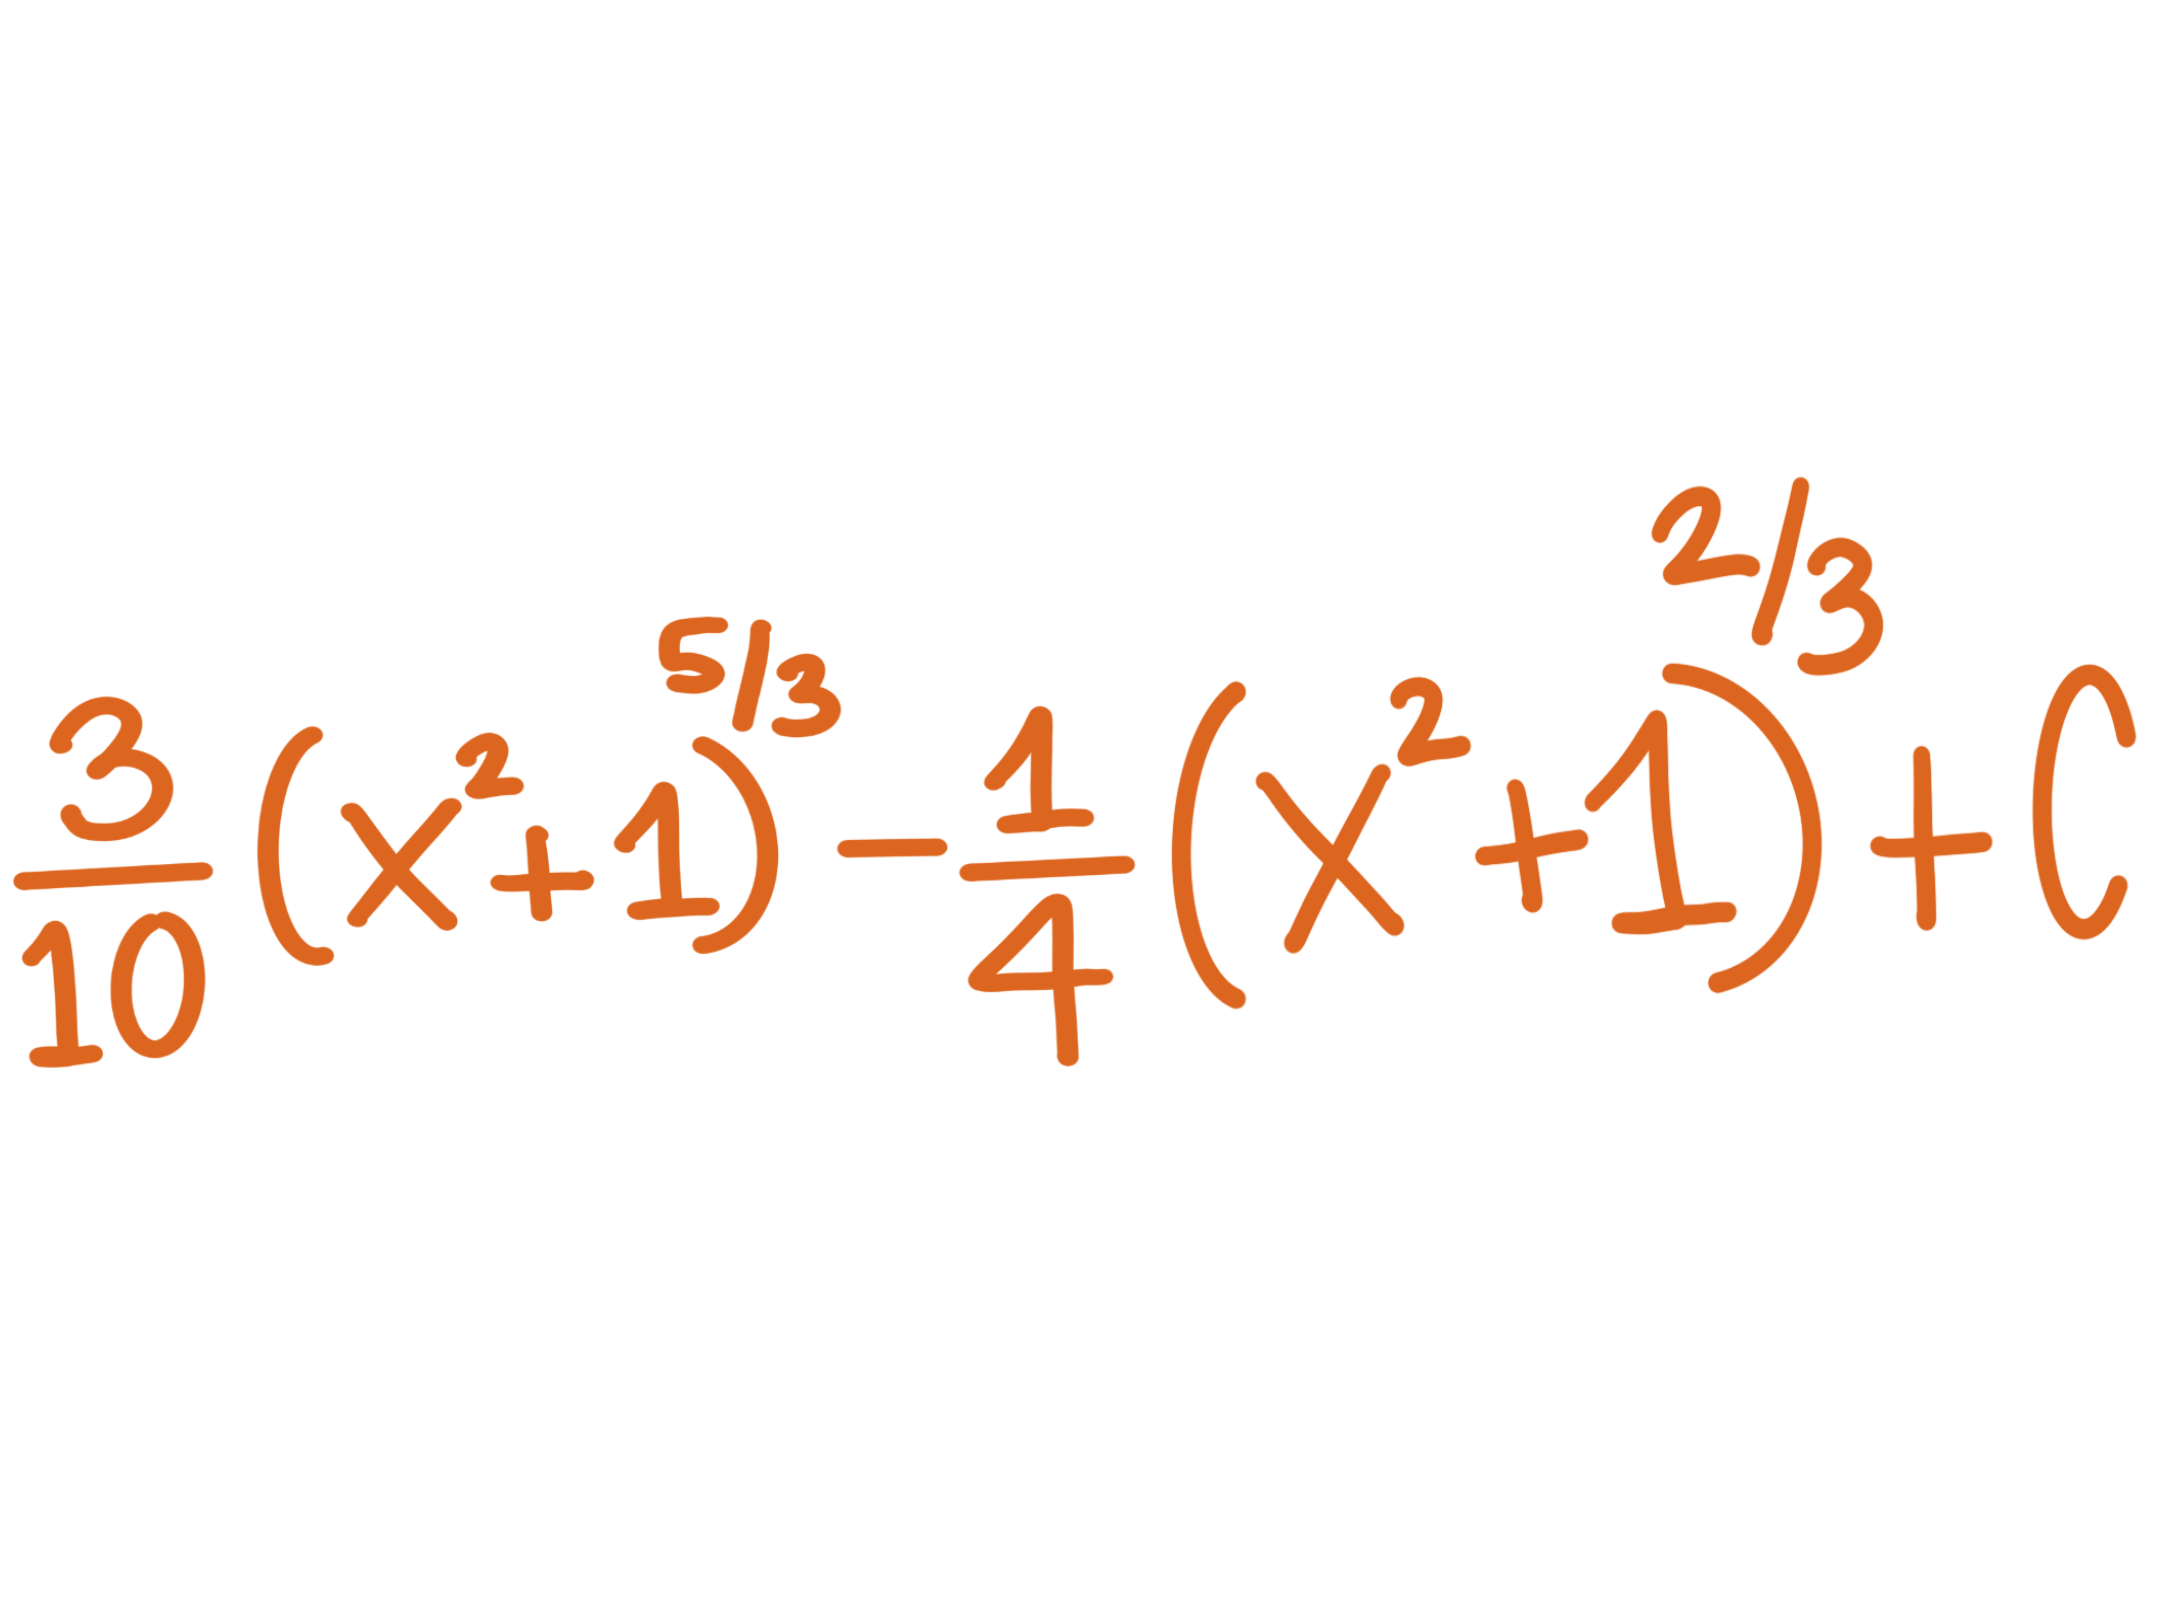 3/10 (x²+1)^5/3 − 1/4 (x²+1)^2/3 + C